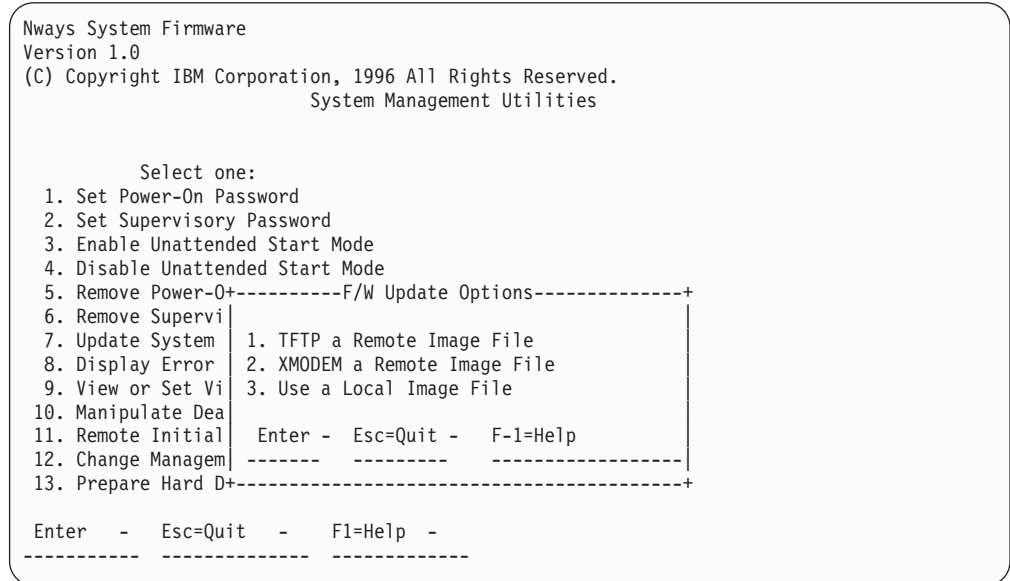 Nways System Firmware
Version 1.0
(C) Copyright IBM Corporation, 1996 All Rights Reserved.
System Management Utilities
Select one:
1. Set Power-On Password
2. Set Supervisory Password
3. Enable Unattended Start Mode
4. Disable Unattended Start Mode
5. Remove Power-O+----------F/W Update Options--------------+
6. Remove Supervi|                                          |
7. Update System | 1. TFTP a Remote Image File              |
8. Display Error | 2. XMODEM a Remote Image File            |
9. View or Set Vi| 3. Use a Local Image File                |
10. Manipulate Dea|                                          |
11. Remote Initial|  Enter -  Esc=Quit -   F-1=Help          |
12. Change Managem| -------   ---------    ------------------|
13. Prepare Hard D+------------------------------------------+
Enter   -   Esc=Quit   -   F1=Help  -
-----------  --------------  -------------